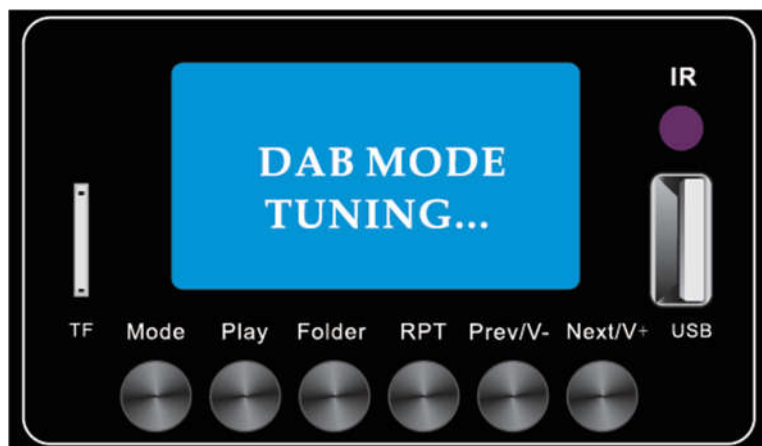 IR
DAB MODE
TUNING...
TF Mode Play Folder RPT Prev/V- Next/V+ USB